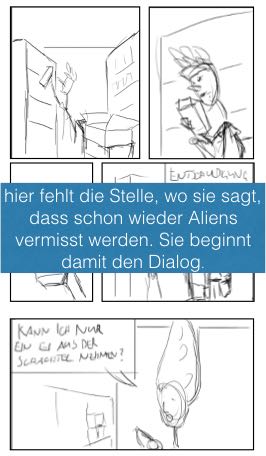 ENTSCHULDIGUNG
hier fehlt die Stelle, wo sie sagt,
dass schon wieder Aliens
vermisst werden. Sie beginnt
damit den Dialog.
KANN ICH NUR
EIN EI AUS DER
SCHACHTEL NEHMEN?